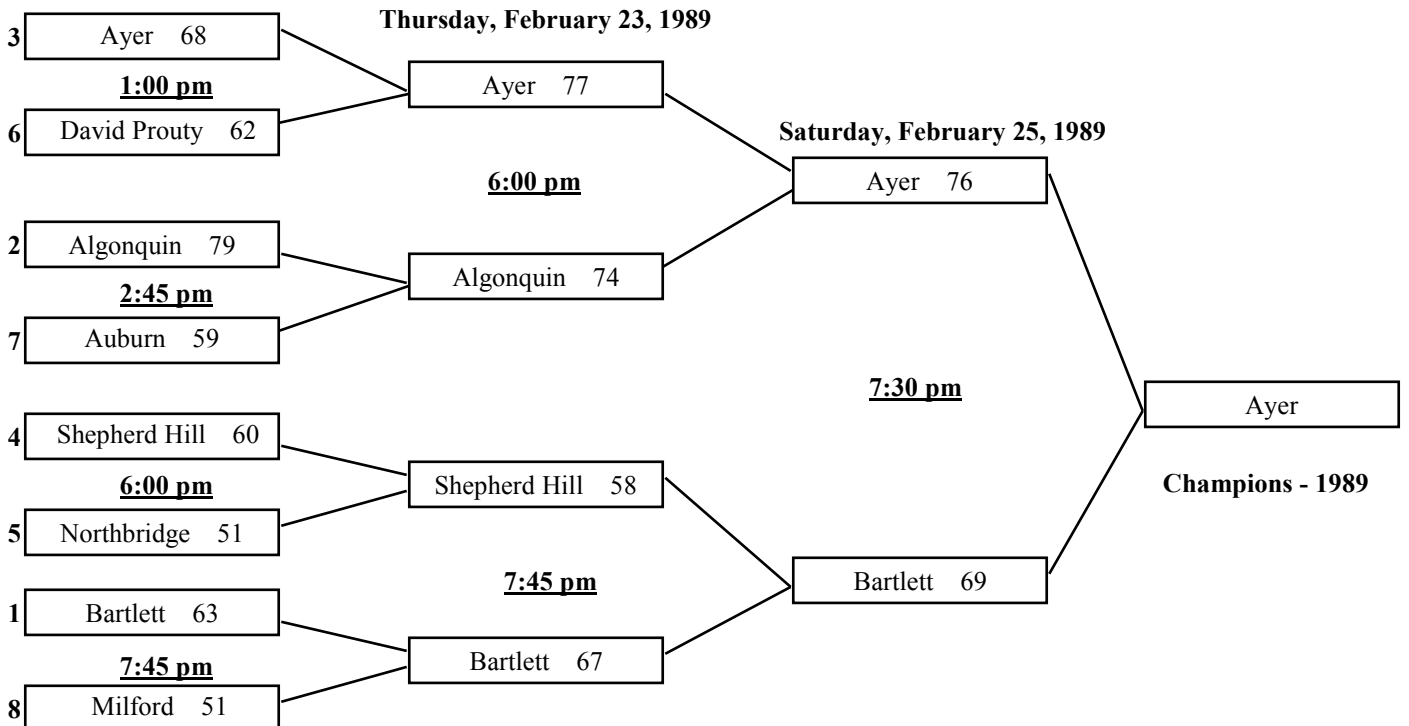 Thursday, February 23, 1989
3 Ayer 68
1:00 pm
6 David Prouty 62
Ayer 77
Saturday, February 25, 1989
6:00 pm
Ayer 76
2 Algonquin 79
2:45 pm
7 Auburn 59
Algonquin 74
7:30 pm
Ayer
Champions - 1989
4 Shepherd Hill 60
6:00 pm
5 Northbridge 51
Shepherd Hill 58
7:45 pm
Bartlett 69
1 Bartlett 63
7:45 pm
8 Milford 51
Bartlett 67